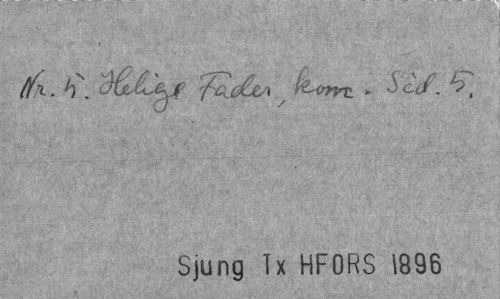 Nr. 5. Helige Fader, kom. Sid. 5.
Sjung Tx HFORS 1896